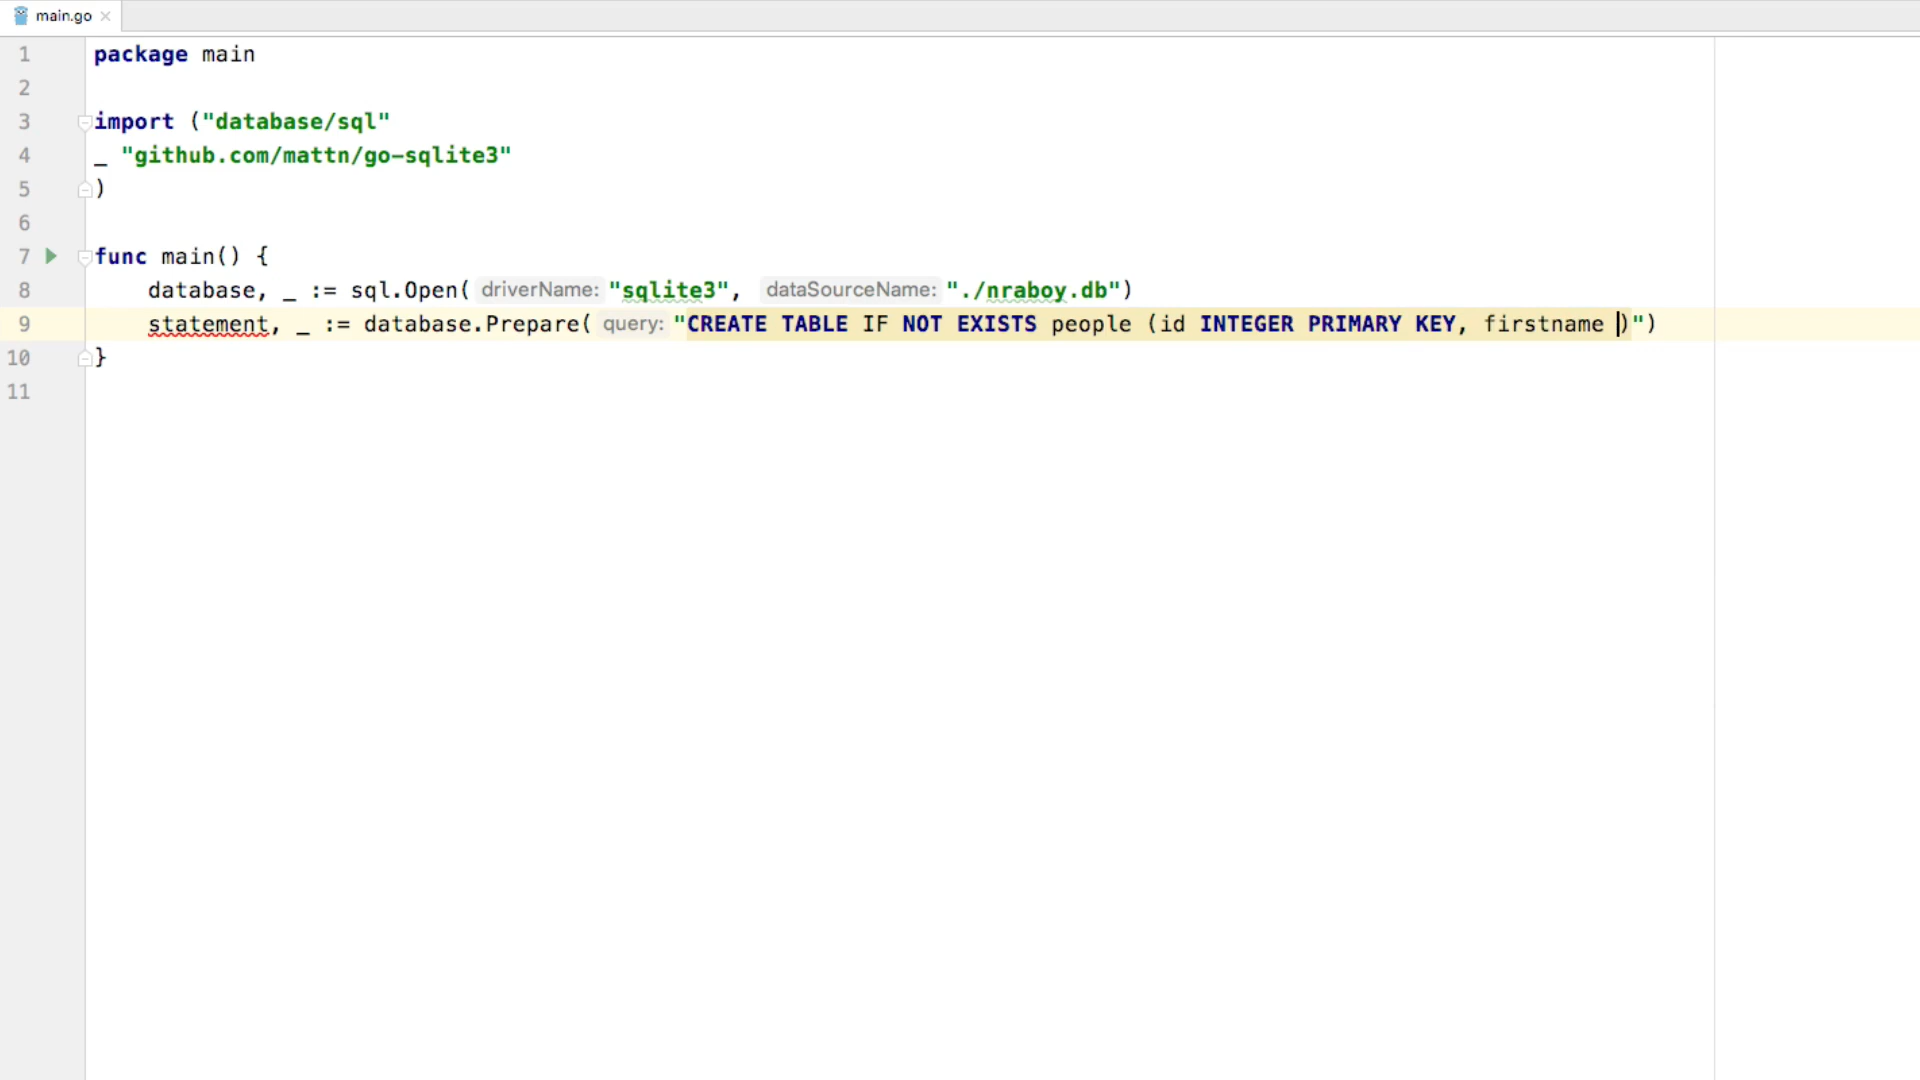 main.go
1 package main
2
3 import ("database/sql"
4 _ "github.com/mattn/go-sqlite3"
5 )
6
7 func main() {
8 database, _ := sql.Open( driverName: "sqlite3", dataSourceName: "./nraboy.db")
9 statement, _ := database.Prepare( query: "CREATE TABLE IF NOT EXISTS people (id INTEGER PRIMARY KEY, firstname )")
10 }
11